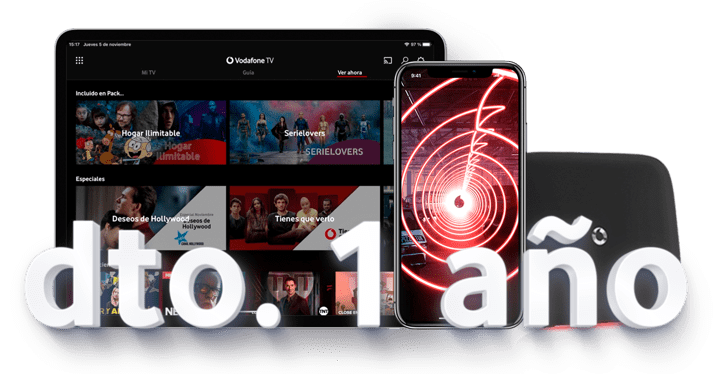 15:17 Jueves 5 de noviembre
97 %
Vodafone TV
Mi TV Guía Ver ahora
Incluido en Pack...
Hogar Ilimitable
Hogar
Ilimitable
Serielovers
SERIELOVERS
Especiales
Deseos de Hollywood
Deseos de
Hollywood
Tienes que verlo
TNT
9:41
dto. 1 año